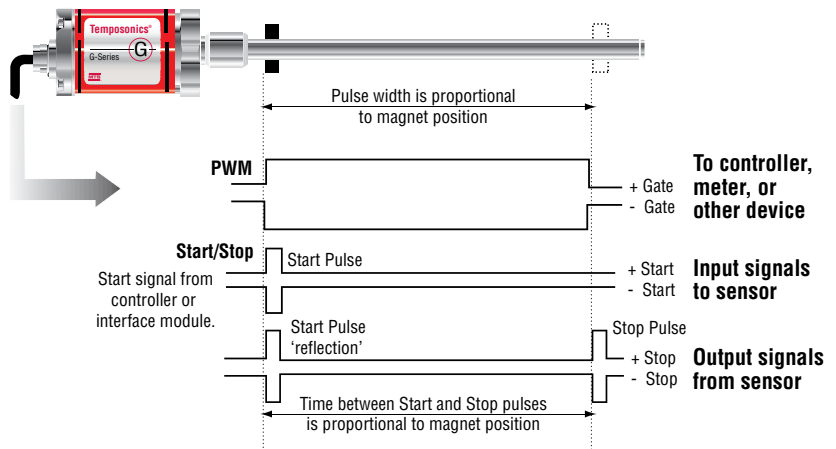 Temposonics®
G-Series
G
MTS
Pulse width is proportional
to magnet position
PWM
+ Gate
- Gate
To controller,
meter, or
other device
Start/Stop
Start signal from
controller or
interface module.
Start Pulse
+ Start
- Start
Input signals
to sensor
Start Pulse
‘reflection’
Stop Pulse
+ Stop
- Stop
Output signals
from sensor
Time between Start and Stop pulses
is proportional to magnet position